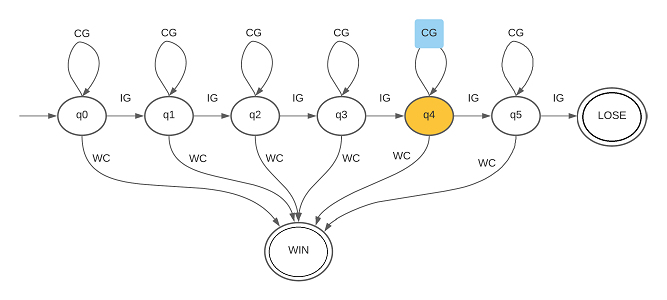 CG CG CG CG CG CG
IG IG IG IG IG IG
q0 q1 q2 q3 q4 q5 LOSE
WC WC WC WC WC WC
WIN